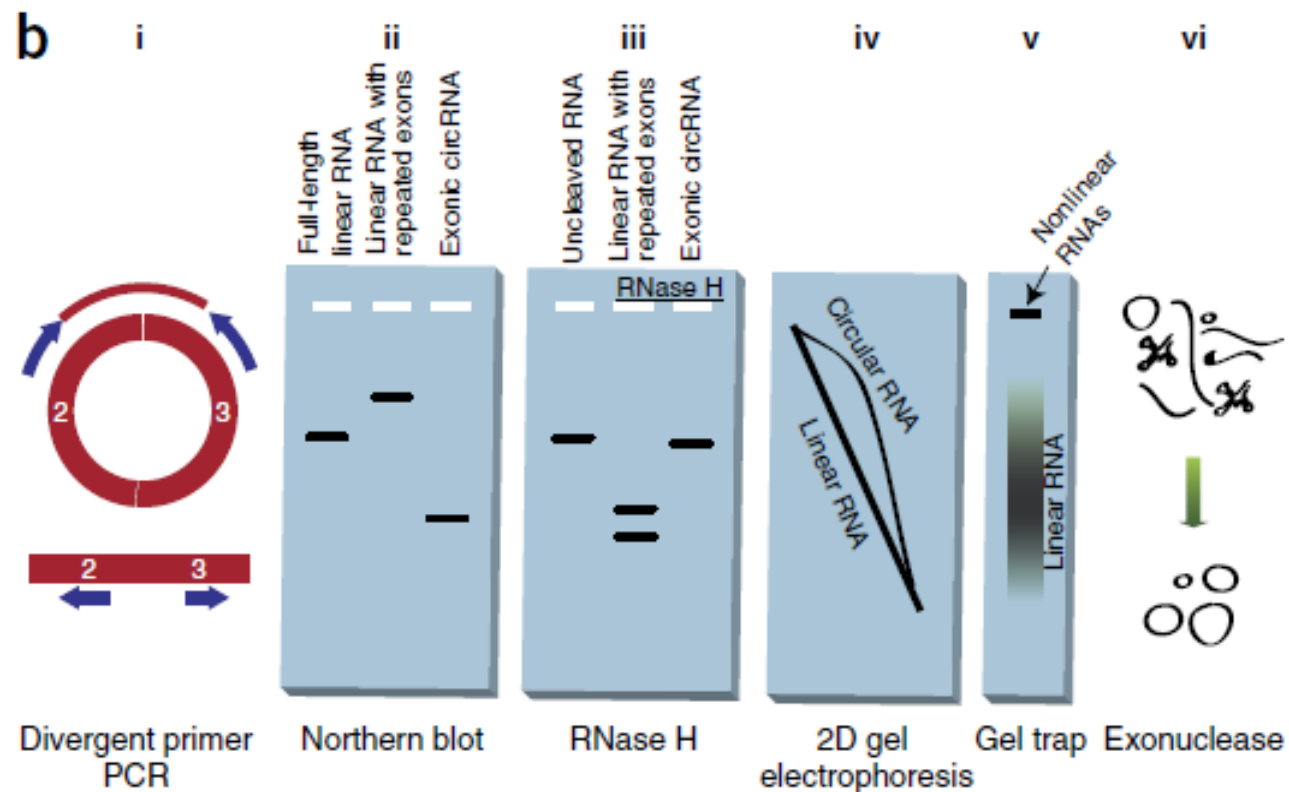 b
i
ii
iii
iv
v
vi
Full-length
linear RNA
Linear RNA with
repeated exons
Exonic circRNA
Uncleaved RNA
Linear RNA with
repeated exons
Exonic circRNA
Nonlinear
RNAs
RNase H
Circular RNA
Linear RNA
Linear RNA
2
3
2
3
Divergent primer
PCR
Northern blot
RNase H
2D gel
electrophoresis
Gel trap
Exonuclease